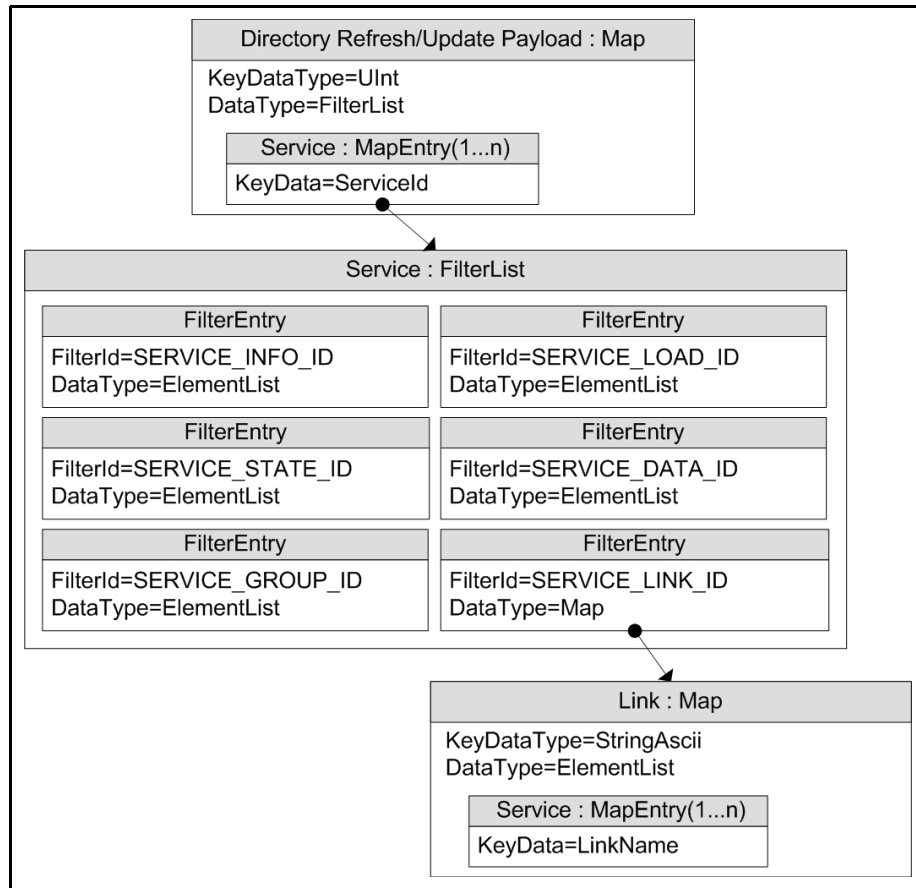 Directory Refresh/Update Payload : Map
KeyDataType=UInt
DataType=FilterList
Service : MapEntry(1...n)
KeyData=ServiceId
Service : FilterList
FilterEntry
FilterId=SERVICE_INFO_ID
DataType=ElementList
FilterEntry
FilterId=SERVICE_LOAD_ID
DataType=ElementList
FilterEntry
FilterId=SERVICE_STATE_ID
DataType=ElementList
FilterEntry
FilterId=SERVICE_DATA_ID
DataType=ElementList
FilterEntry
FilterId=SERVICE_GROUP_ID
DataType=ElementList
FilterEntry
FilterId=SERVICE_LINK_ID
DataType=Map
Link : Map
KeyDataType=StringAscii
DataType=ElementList
Service : MapEntry(1...n)
KeyData=LinkName